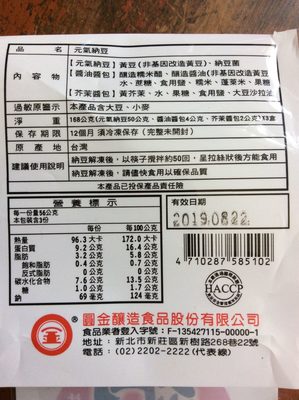 品 名 【元氣納豆】
內容物 【元氣納豆】黃豆(非基因改造黃豆)、納豆菌
【醬油醬包】釀造糯米醋、釀造醬油(非基因改造黃豆
水、蔗糖、食用鹽、糯米、蓬萊米、果糖
【芥茉醬包】黃芥茉、水、果糖、食用鹽、大豆沙拉油
過敏原標示 本產品含大豆、小麥
淨 重 168公克(元氣納豆50公克、醬油醬包4公克、芥茉醬包2公克)x3盒
保存期限 12個月 須冷凍保存(完整未開封)
原產地 台灣
建議使用說明 納豆解凍後,以筷子攪拌約50回,呈拉絲狀後方能食用
納豆解凍後,請儘快食用以確保品質
本產品已投保產品責任險
營養標示
每一份量56公克
本包裝含3份
每份 每100公克
熱量 96.3 大卡 172.0 大卡
蛋白質 9.2 公克 16.4 公克
脂肪 3.2 公克 5.8 公克
飽和脂肪 0.4 公克 0.7 公克
反式脂肪 0 公克 0 公克
碳水化合物 7.6 公克 13.5 公克
糖 1.0 公克 1.7 公克
鈉 69 毫克 124 毫克
有效日期
2019.08.22
4 710287 585102
HACCP
圓金釀造食品股份有限公司
食品業者登入字號:F-135427115-00000-1
地址:新北市新莊區新樹路268巷22號
電話:(02) 2202-2222 (代表線)